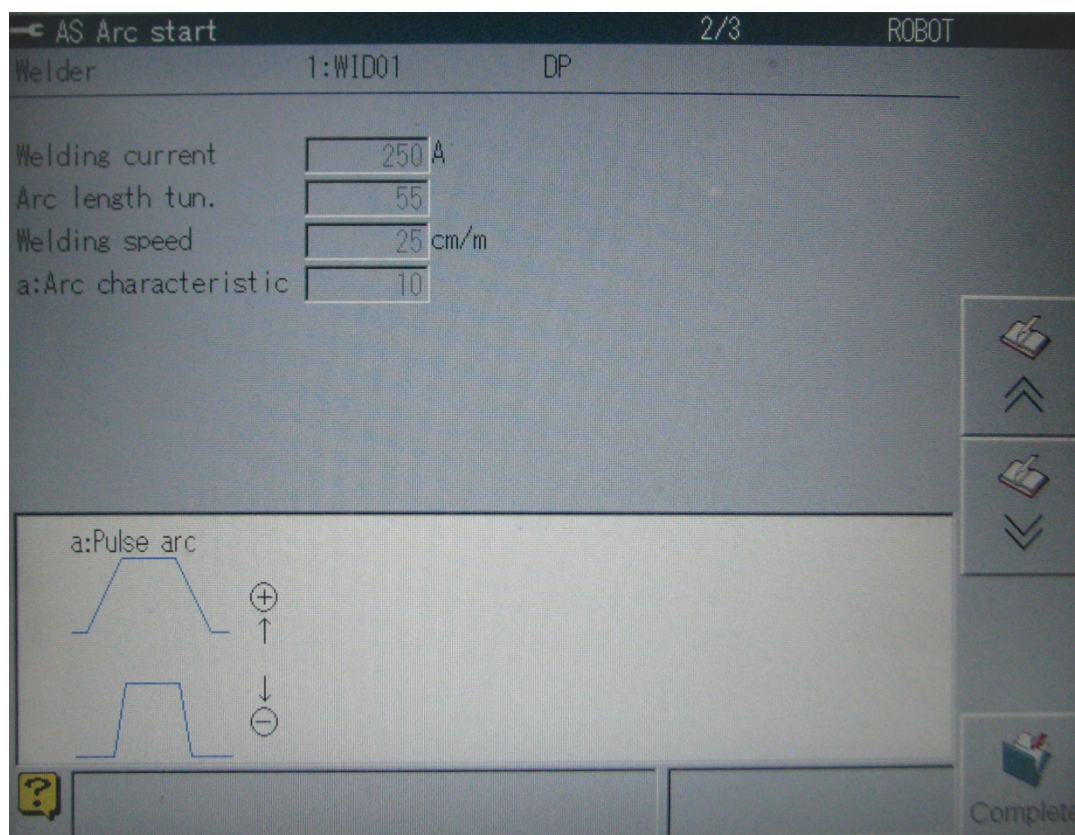 AS Arc start 2/3 ROBOT
Welder 1:WID01 DP
Welding current 250 A
Arc length tun. 55
Welding speed 25 cm/m
a:Arc characteristic 10
a:Pulse arc
+
-
?
Complete